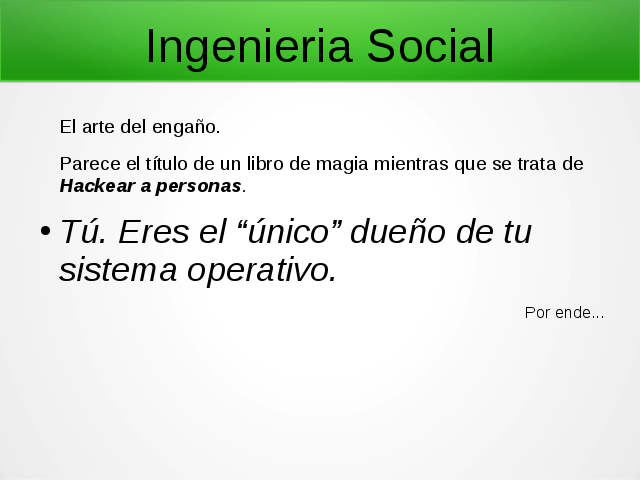 Ingenieria Social
El arte del engaño.
Parece el título de un libro de magia mientras que se trata de
Hackear a personas.
● Tú. Eres el “único” dueño de tu
sistema operativo.
Por ende...